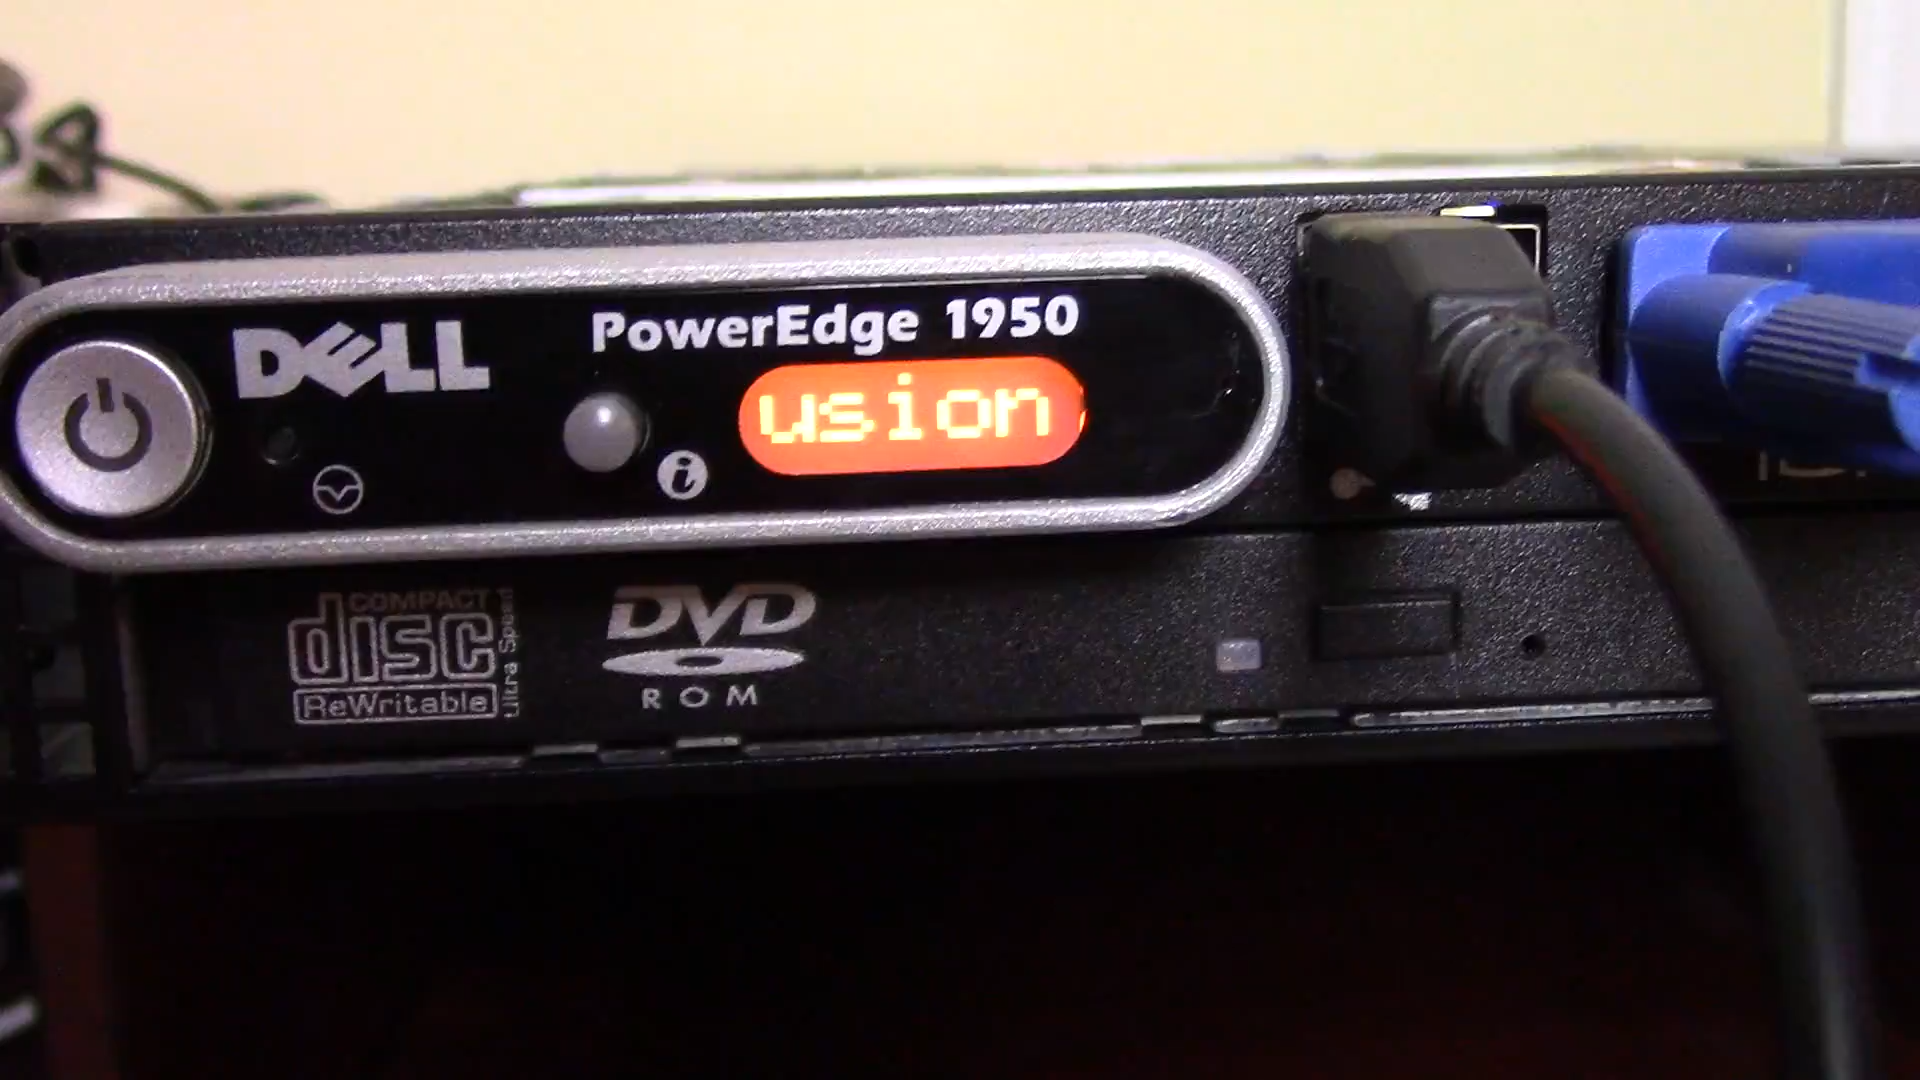 DELL
PowerEdge 1950
usion
i
COMPACT
disc
ReWritable
Ultra Speed
DVD
ROM